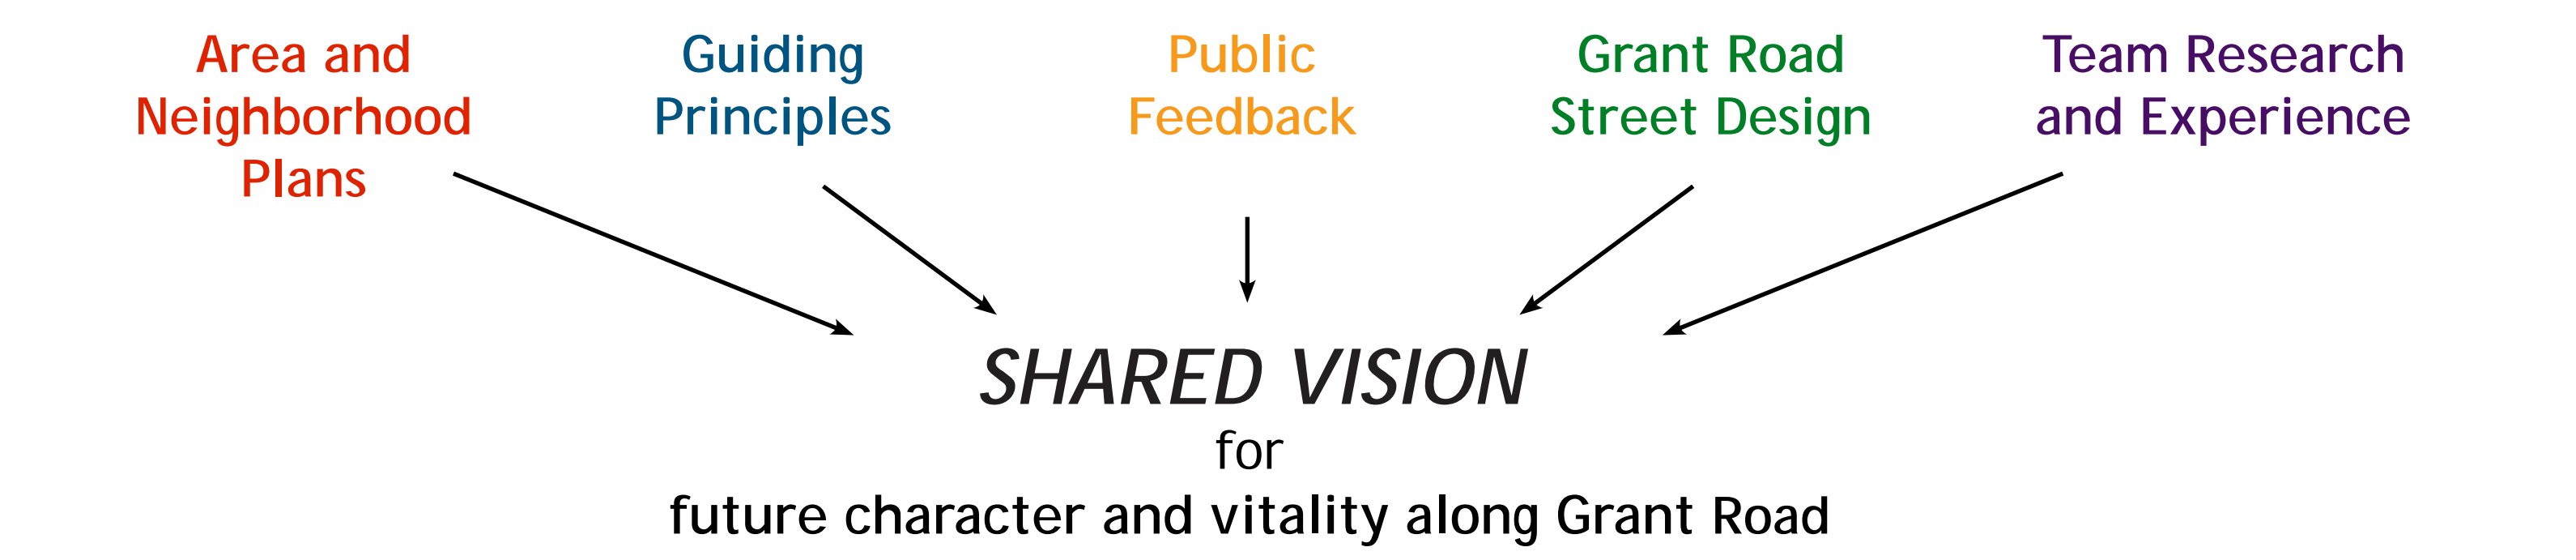 Area and
Neighborhood
Plans
Guiding
Principles
Public
Feedback
Grant Road
Street Design
Team Research
and Experience
SHARED VISION
for
future character and vitality along Grant Road